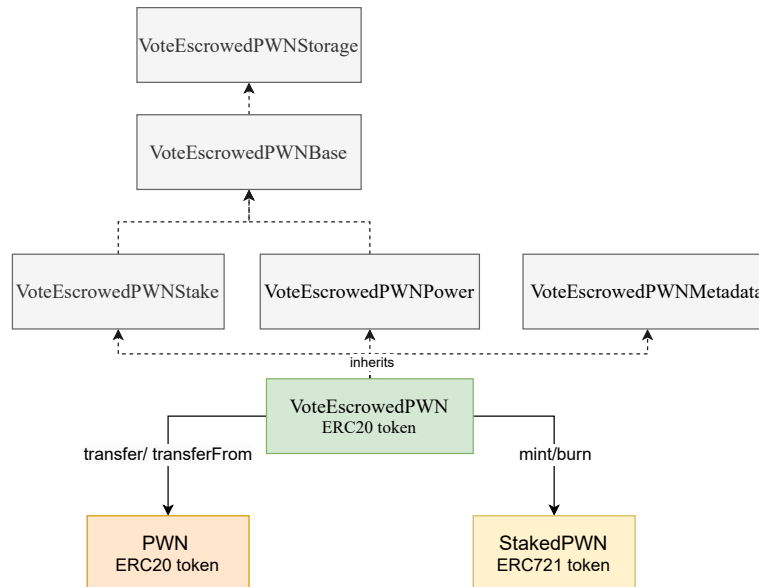 VoteEscrowedPWNStorage
VoteEscrowedPWNBase
VoteEscrowedPWNStake
VoteEscrowedPWNPower
VoteEscrowedPWNMetadata
inherits
VoteEscrowedPWN
ERC20 token
transfer/ transferFrom
mint/burn
PWN
ERC20 token
StakedPWN
ERC721 token